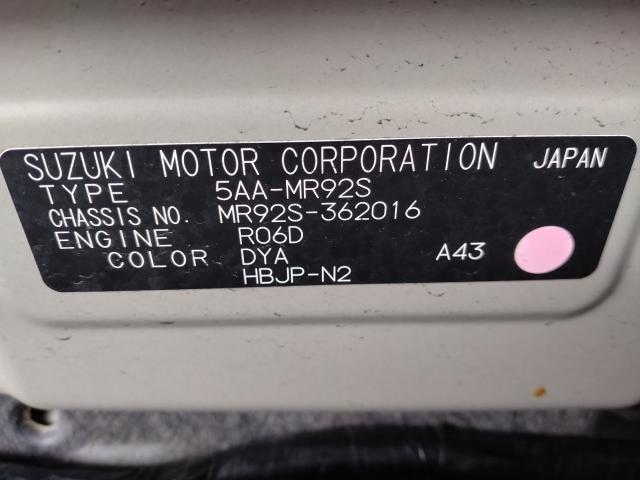 SUZUKI MOTOR CORPORATION JAPAN
TYPE 5AA-MR92S
CHASSIS NO. MR92S-362016
ENGINE R06D
COLOR DYA A43
HBJP-N2